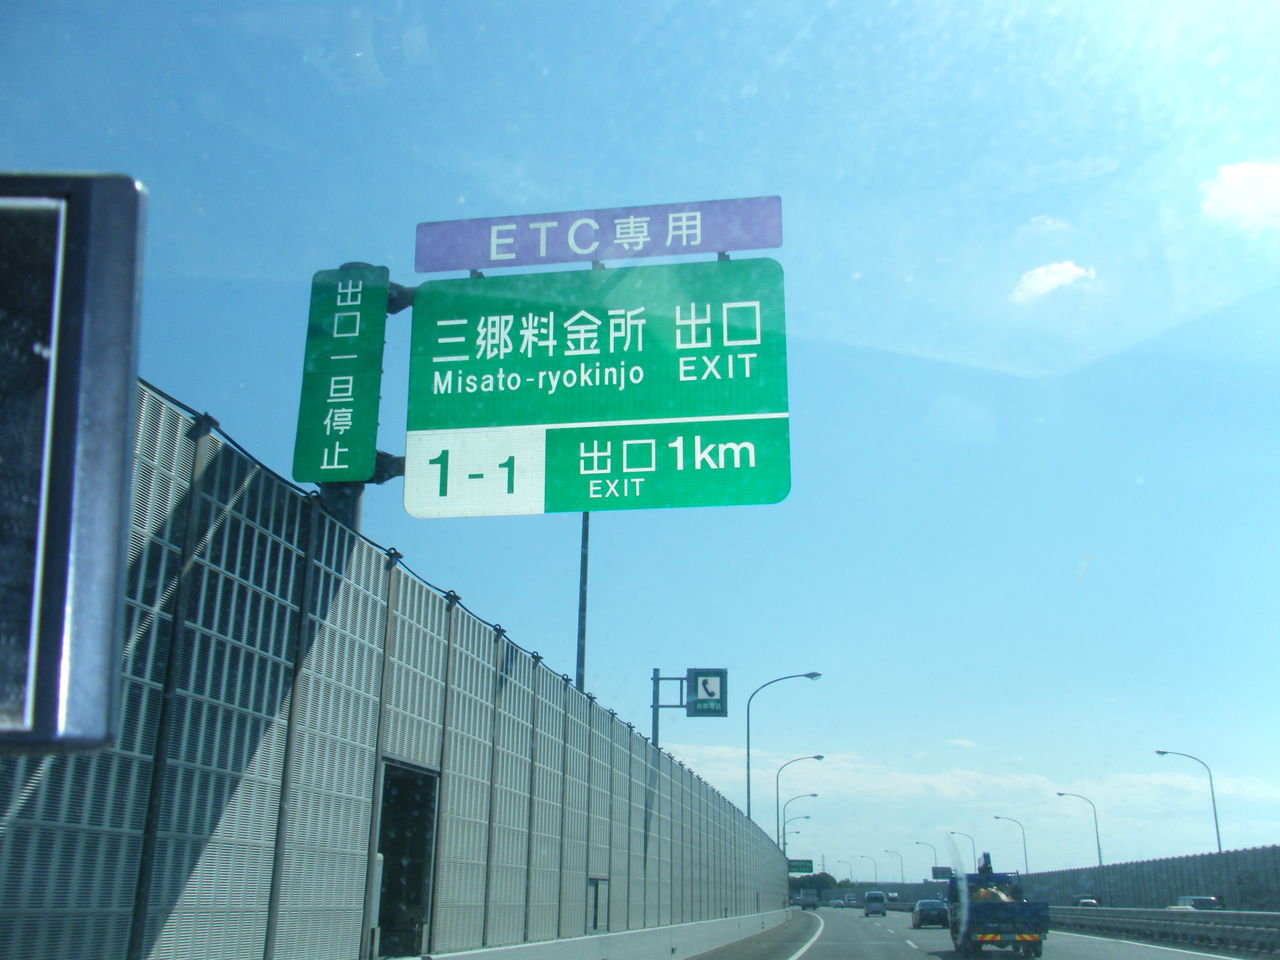 ETC専用
出口一旦停止
三郷料金所 出口
Misato-ryokinjo EXIT
1-1 出口 1km
EXIT